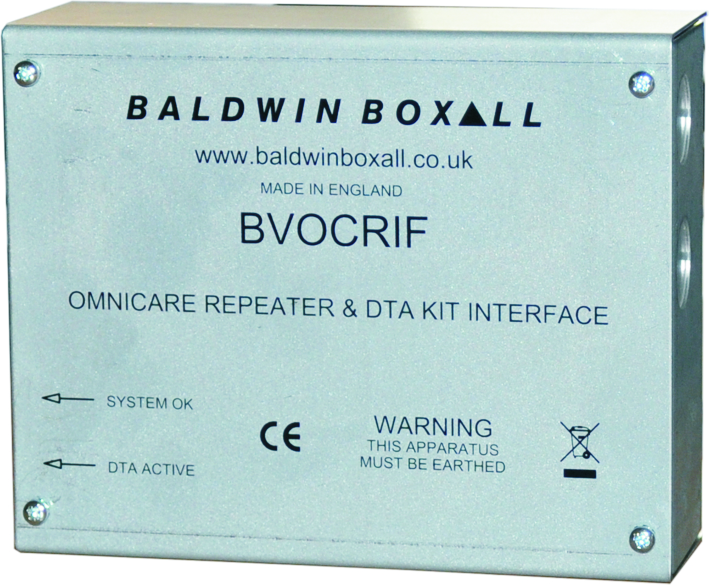 BALDWIN BOXALL
www.baldwinboxall.co.uk
MADE IN ENGLAND
BVOCRIF
OMNICARE REPEATER & DTA KIT INTERFACE
SYSTEM OK
DTA ACTIVE
CE
WARNING
THIS APPARATUS
MUST BE EARTHED